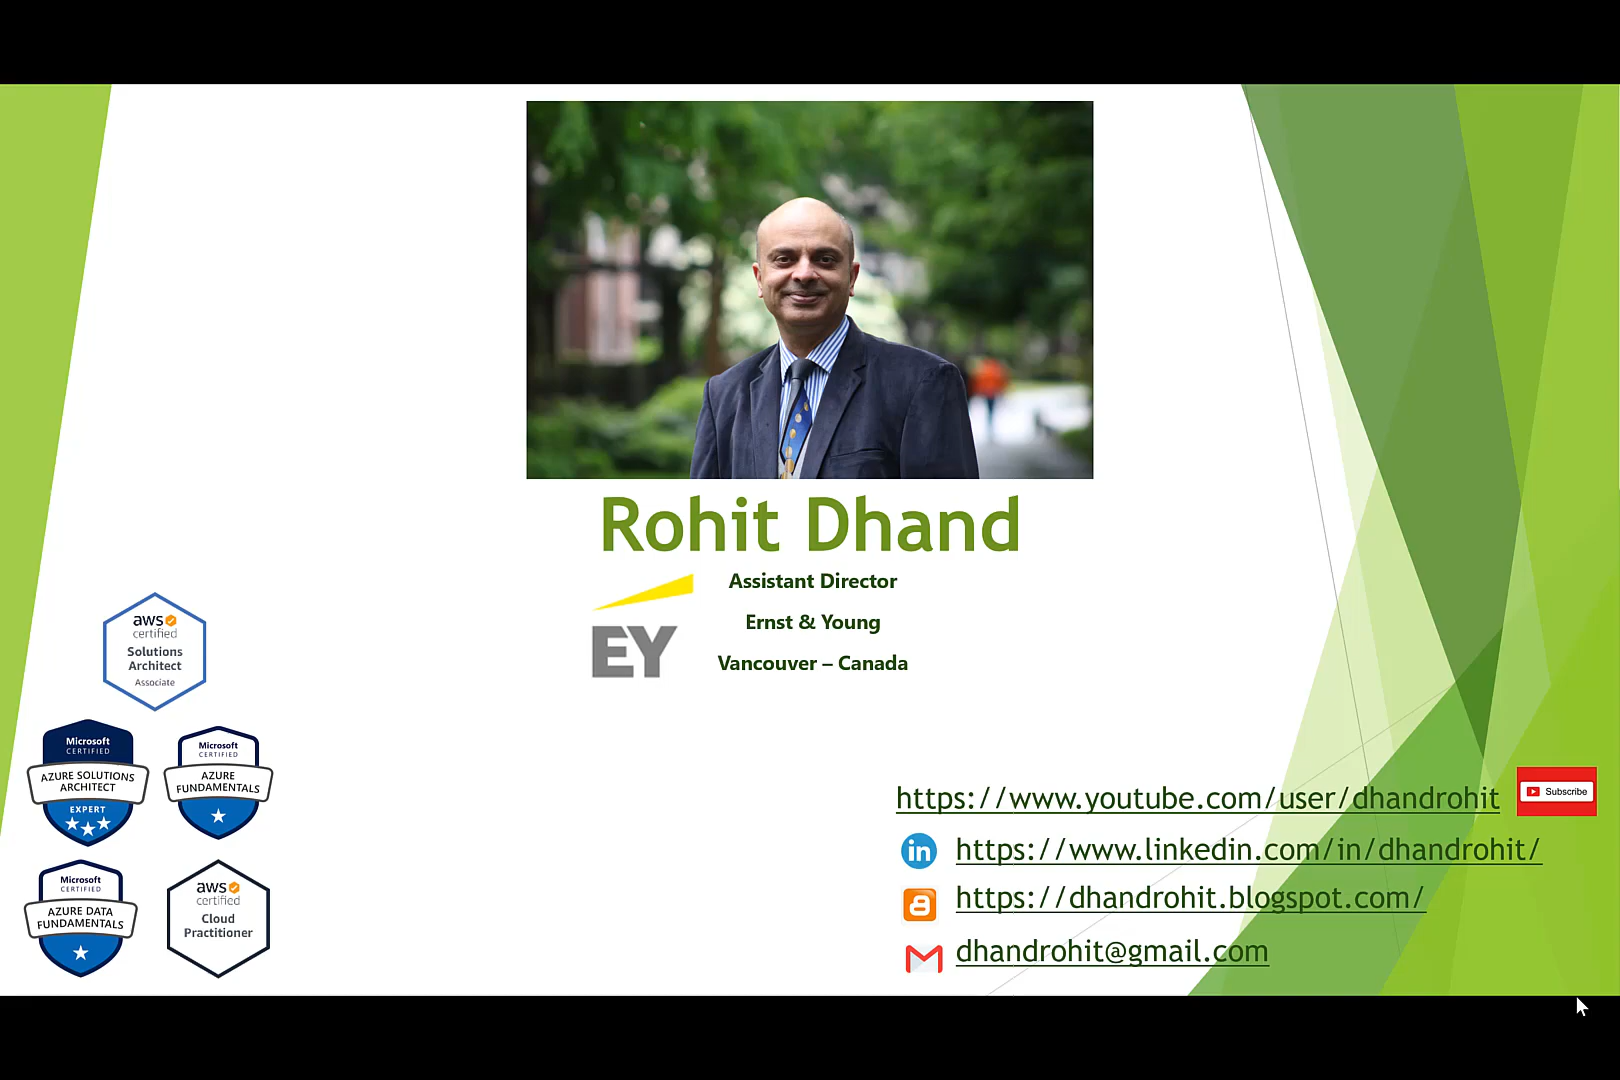 Rohit Dhand
Assistant Director
EY
Ernst & Young
Vancouver – Canada
aws
certified
Solutions
Architect
Associate
Microsoft
CERTIFIED
AZURE SOLUTIONS
ARCHITECT
EXPERT
Microsoft
CERTIFIED
AZURE
FUNDAMENTALS
Microsoft
CERTIFIED
AZURE DATA
FUNDAMENTALS
aws
certified
Cloud
Practitioner
https://www.youtube.com/user/dhandrohit
Subscribe
in
https://www.linkedin.com/in/dhandrohit/
https://dhandrohit.blogspot.com/
dhandrohit@gmail.com